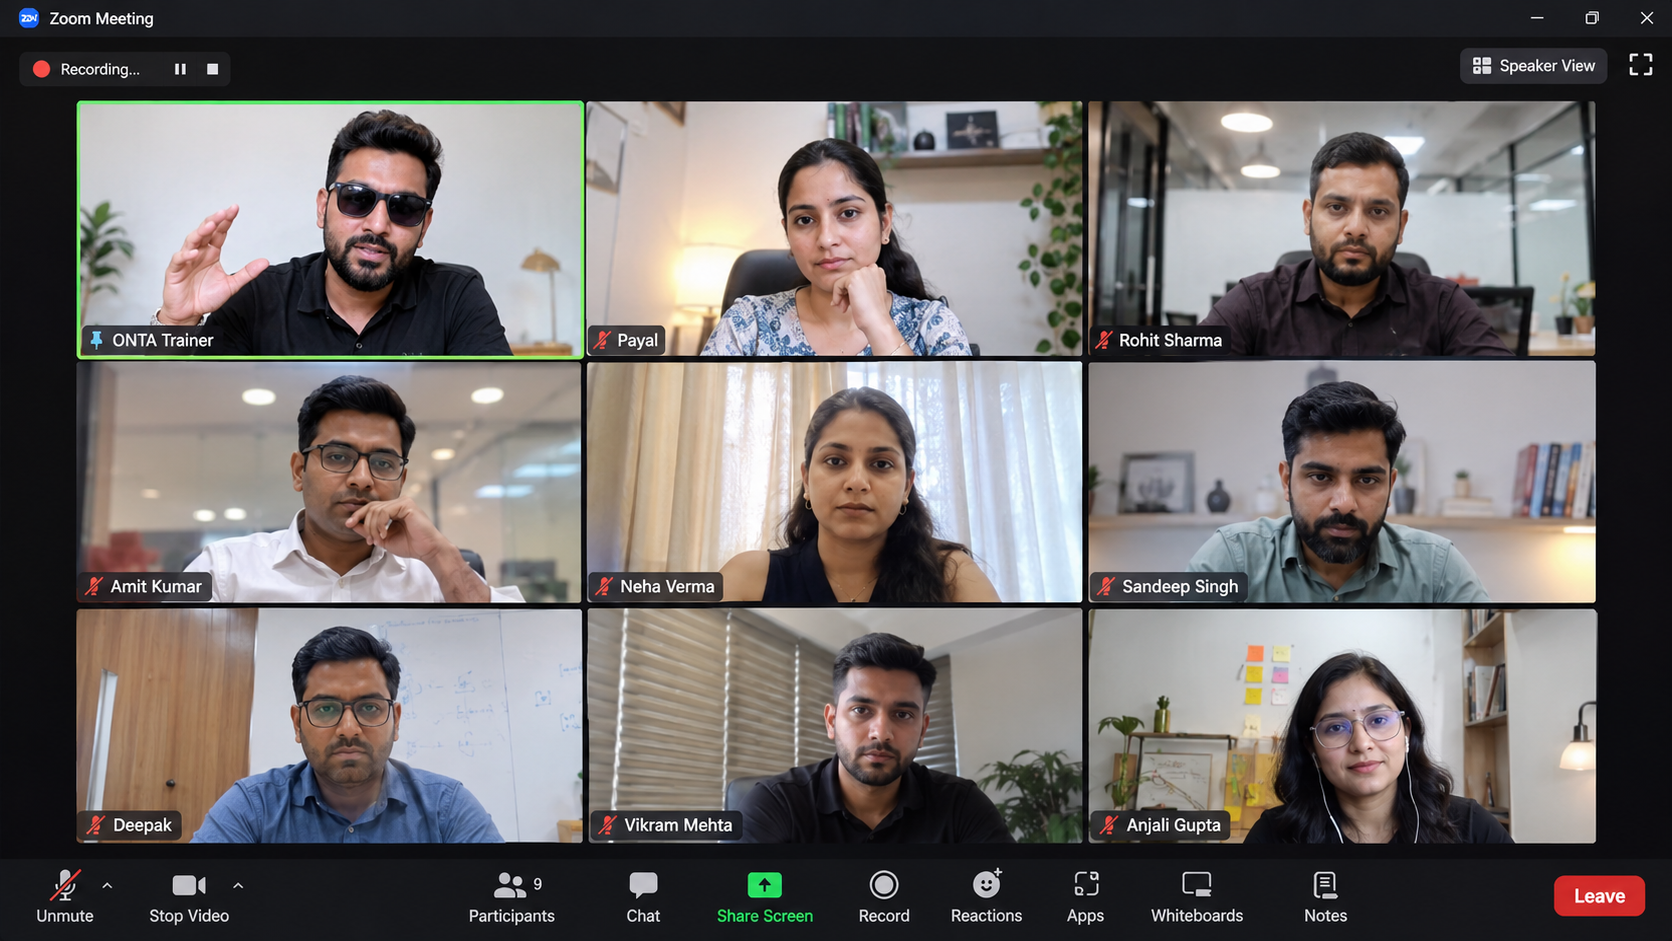 Zoom Meeting
Recording...
Speaker View
ONTA Trainer
Payal
Rohit Sharma
Amit Kumar
Neha Verma
Sandeep Singh
Deepak
Vikram Mehta
Anjali Gupta
9
Unmute
Stop Video
Participants
Chat
Share Screen
Record
Reactions
Apps
Whiteboards
Notes
Leave